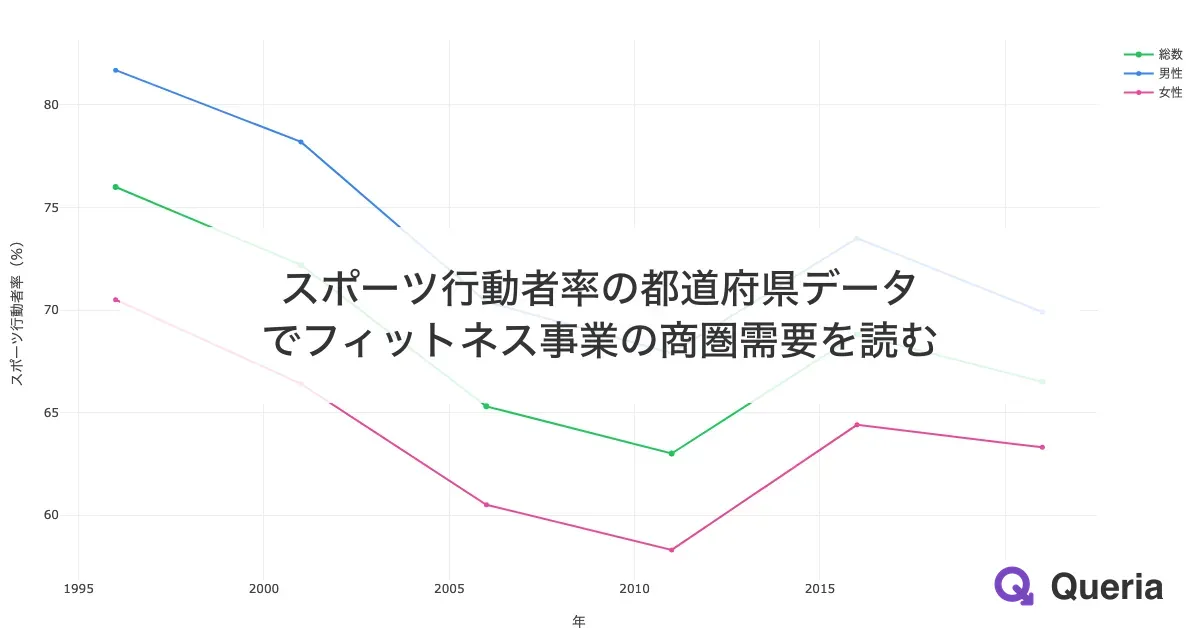 総数
男性
女性
80
75
70
65
60
スポーツ行動者率 (%)
スポーツ行動者率の都道府県データ
でフィットネス事業の商圏需要を読む
1995
2000
2005
2010
2015
年
Queria